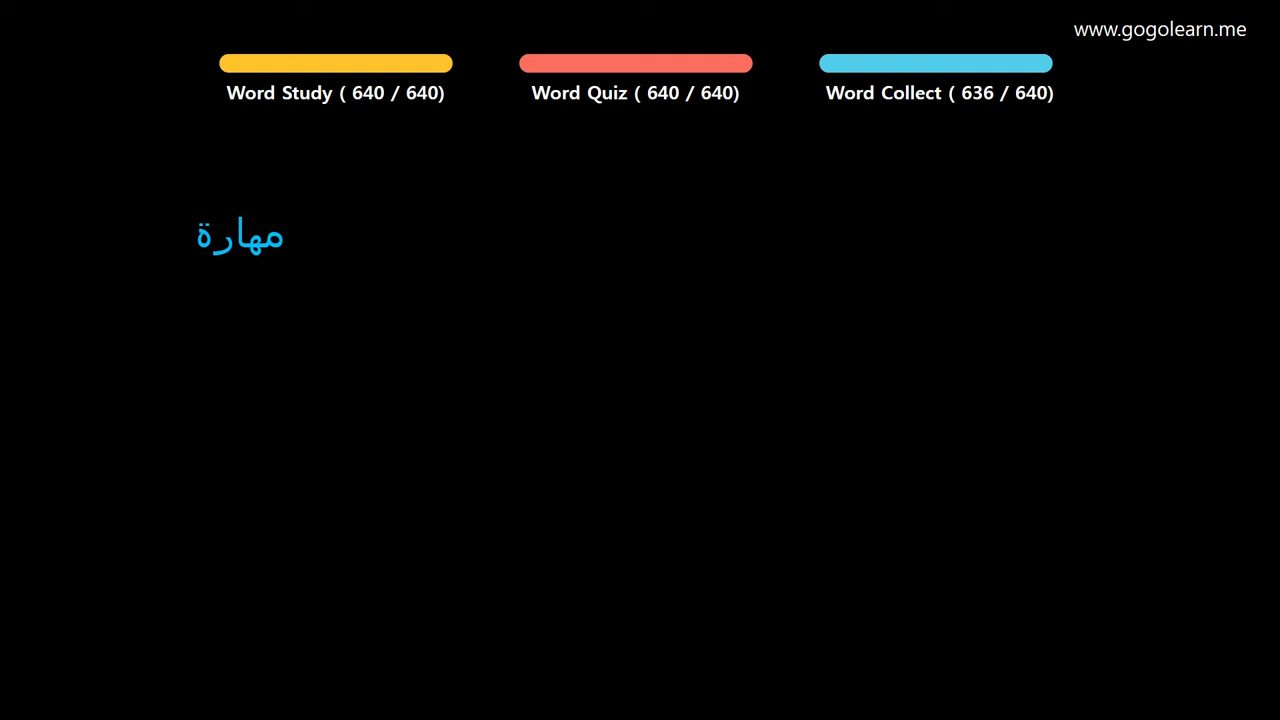 www.gogolearn.me
Word Study ( 640 / 640)
Word Quiz ( 640 / 640)
Word Collect ( 636 / 640)
مهارة